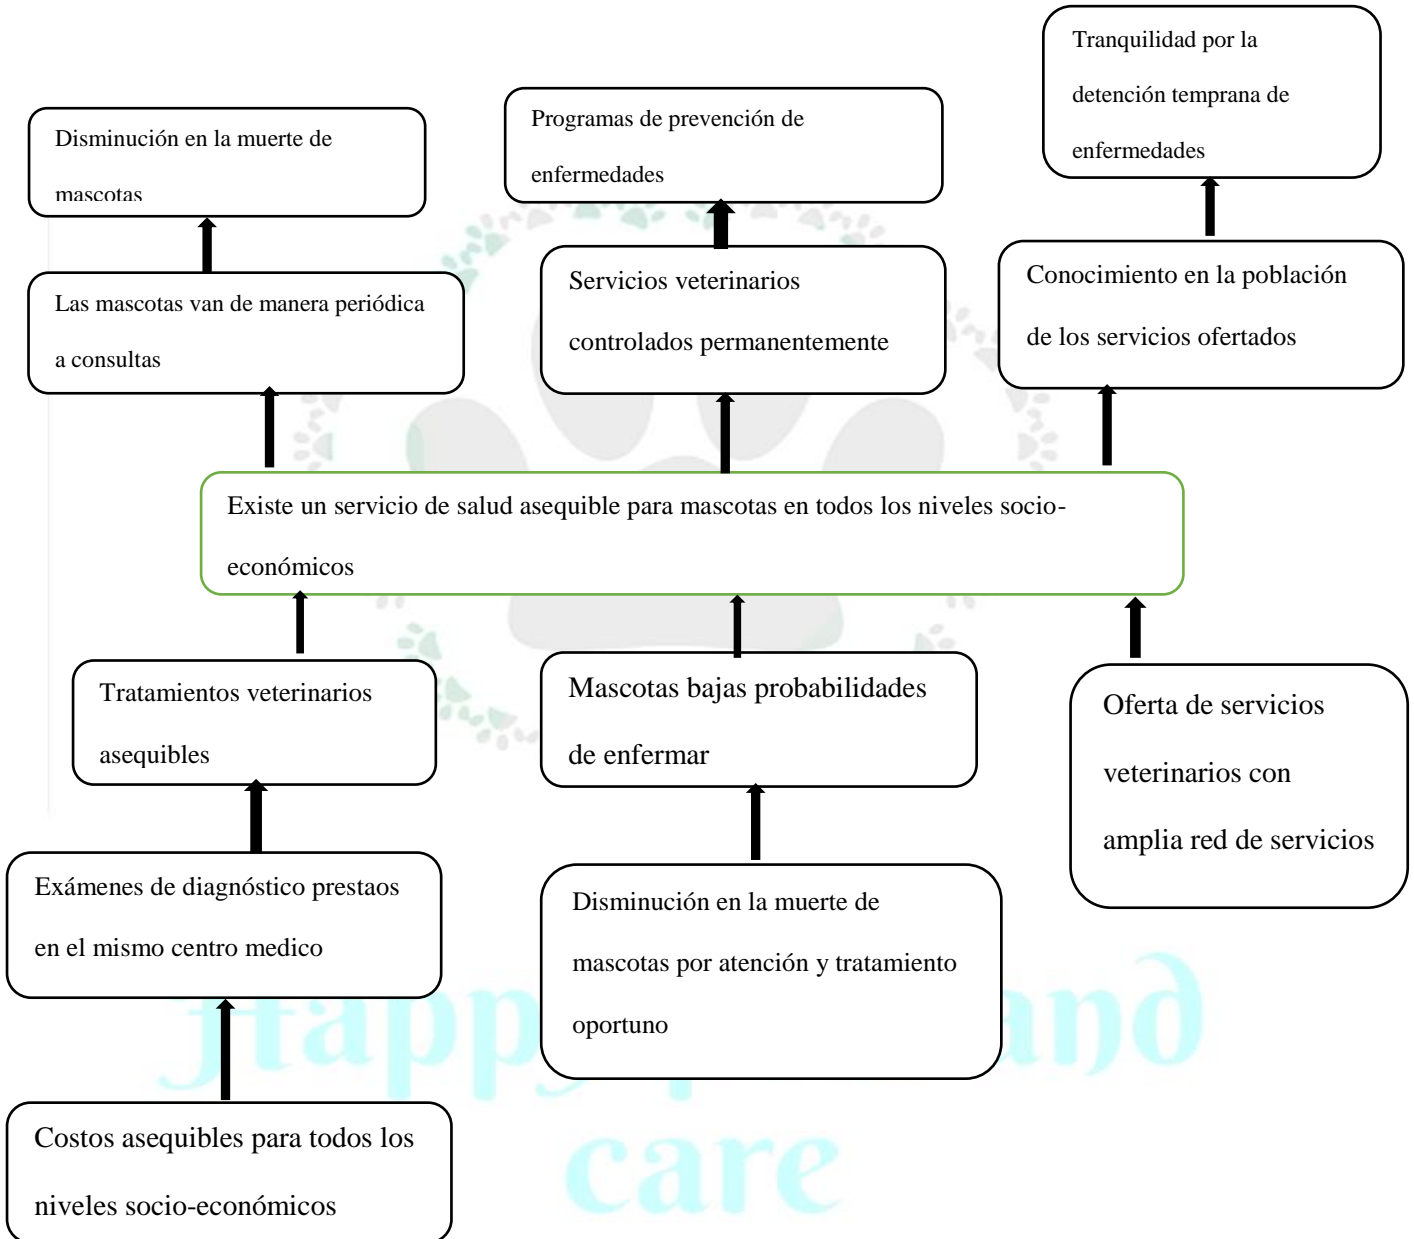 Tranquilidad por la
detención temprana de
enfermedades
Programas de prevención de
enfermedades
Disminución en la muerte de
mascotas
Las mascotas van de manera periódica
a consultas
Servicios veterinarios
controlados permanentemente
Conocimiento en la población
de los servicios ofertados
Existe un servicio de salud asequible para mascotas en todos los niveles socio-
económicos
Tratamientos veterinarios
asequibles
Mascotas bajas probabilidades
de enfermar
Oferta de servicios
veterinarios con
amplia red de servicios
Exámenes de diagnóstico prestaos
en el mismo centro medico
Disminución en la muerte de
mascotas por atención y tratamiento
oportuno
Costos asequibles para todos los
niveles socio-económicos
Happy and
care